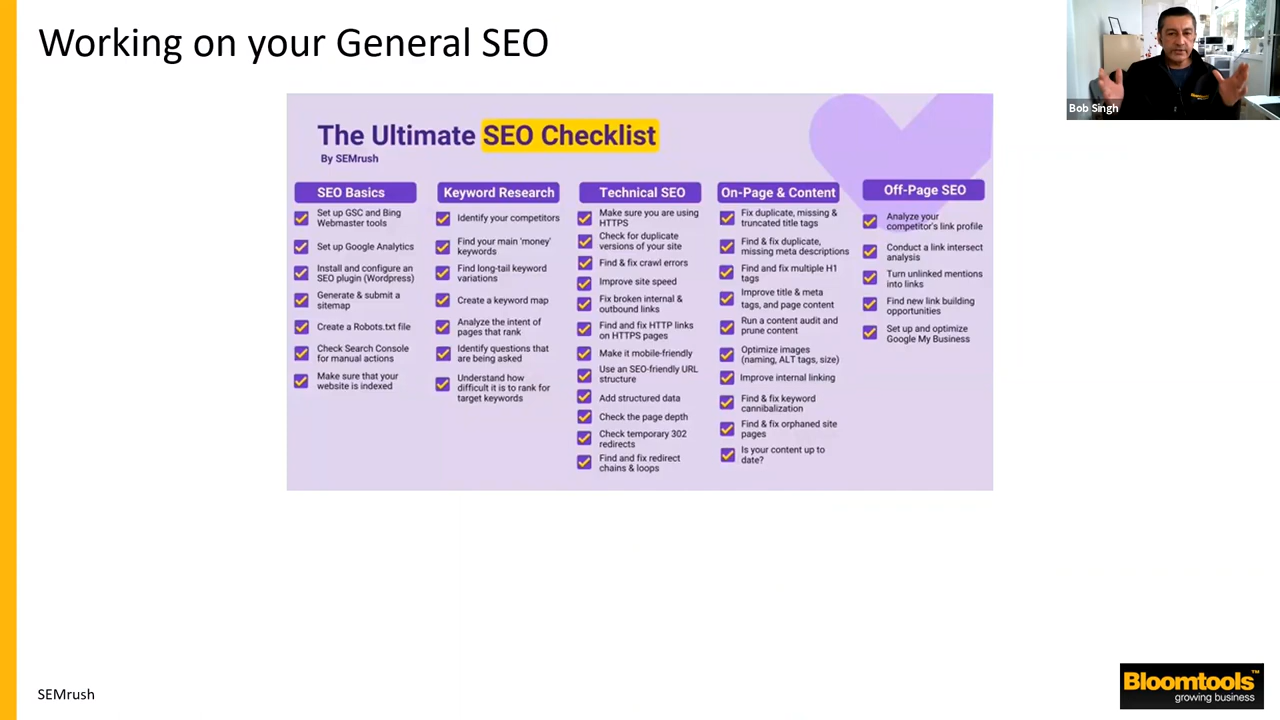 Working on your General SEO
Bob Singh
The Ultimate SEO Checklist
By SEMrush
SEO Basics
Set up GSC and Bing
Webmaster tools
Set up Google Analytics
Install and configure an
SEO plugin (Wordpress)
Generate & submit a
sitemap
Create a Robots.txt file
Check Search Console
for manual actions
Make sure that your
website is indexed
Keyword Research
Identify your competitors
Find your main 'money'
keywords
Find long-tail keyword
variations
Create a keyword map
Analyze the intent of
pages that rank
Identify questions that
are being asked
Understand how
difficult it is to rank for
target keywords
Technical SEO
Make sure you are using
HTTPS
Check for duplicate
versions of your site
Find & fix crawl errors
Improve site speed
Fix broken internal &
outbound links
Find and fix HTTP links
on HTTPS pages
Make it mobile-friendly
Use an SEO-friendly URL
structure
Add structured data
Check the page depth
Check temporary 302
redirects
Find and fix redirect
chains & loops
On-Page & Content
Fix duplicate, missing &
truncated title tags
Find & fix duplicate,
missing meta descriptions
Find and fix multiple H1
tags
Improve title & meta
tags, and page content
Run a content audit and
prune content
Optimize images
(naming, ALT tags, size)
Improve internal linking
Find & fix keyword
cannibalization
Find & fix orphaned site
pages
Is your content up to
date?
Off-Page SEO
Analyze your
competitor's link profile
Conduct a link intersect
analysis
Turn unlinked mentions
into links
Find new link building
opportunities
Set up and optimize
Google My Business
SEMrush
Bloomtools™
growing business